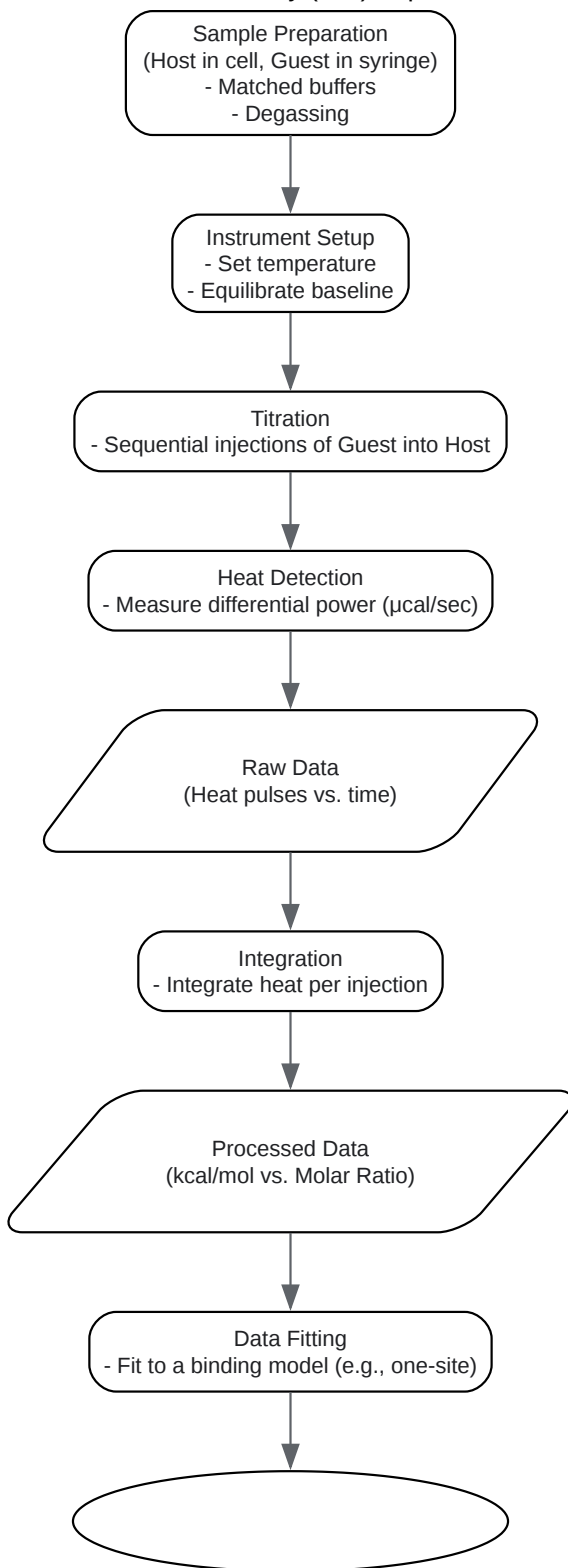 Sample Preparation
(Host in cell, Guest in syringe)
- Matched buffers
- Degassing
Instrument Setup
- Set temperature
- Equilibrate baseline
Titration
- Sequential injections of Guest into Host
Heat Detection
- Measure differential power (µcal/sec)
Raw Data
(Heat pulses vs. time)
Integration
- Integrate heat per injection
Processed Data
(kcal/mol vs. Molar Ratio)
Data Fitting
- Fit to a binding model (e.g., one-site)